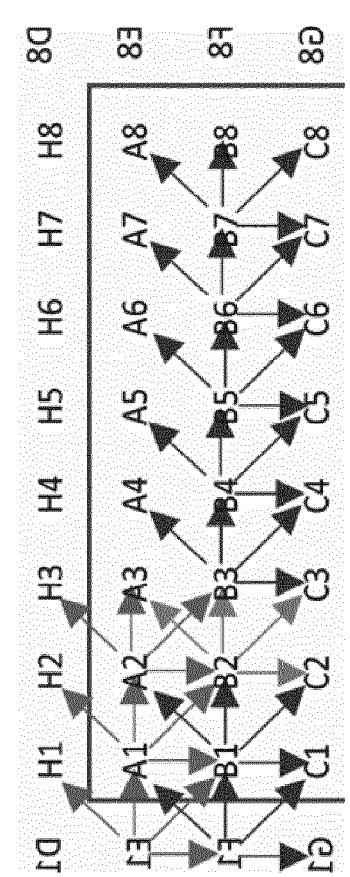 D1 H1 H2 H3 H4 H5 H6 H7 H8 D8
E1 A1 A2 A3 A4 A5 A6 A7 A8 E8
F1 B1 B2 B3 B4 B5 B6 B7 B8 F8
G1 C1 C2 C3 C4 C5 C6 C7 C8 G8